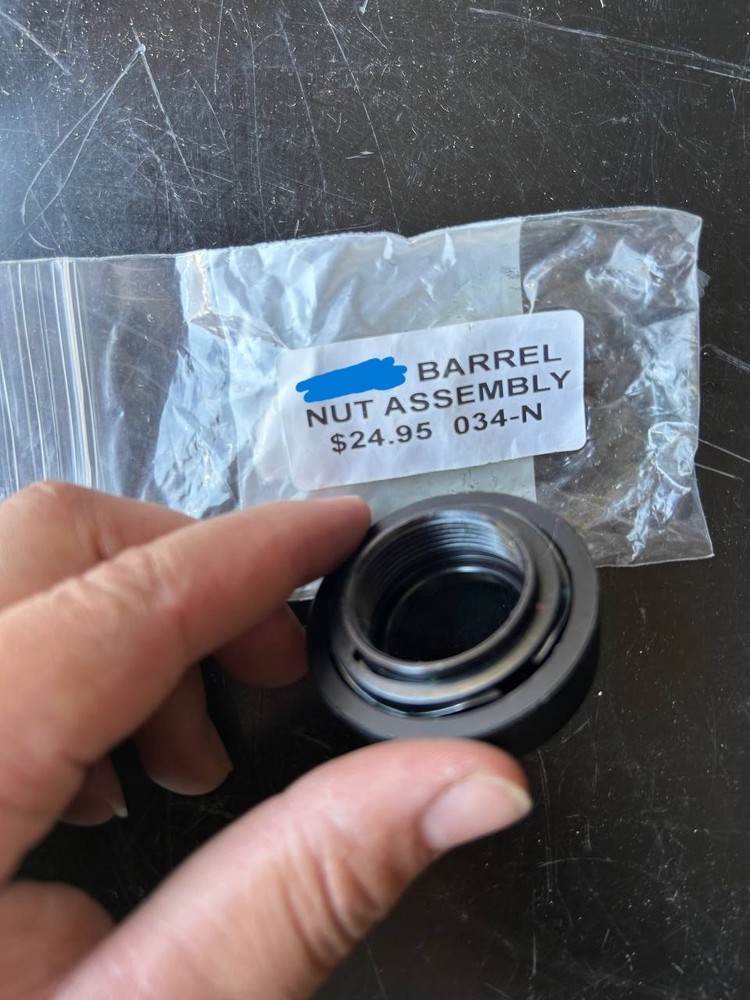 BARREL
NUT ASSEMBLY
$24.95 034-N